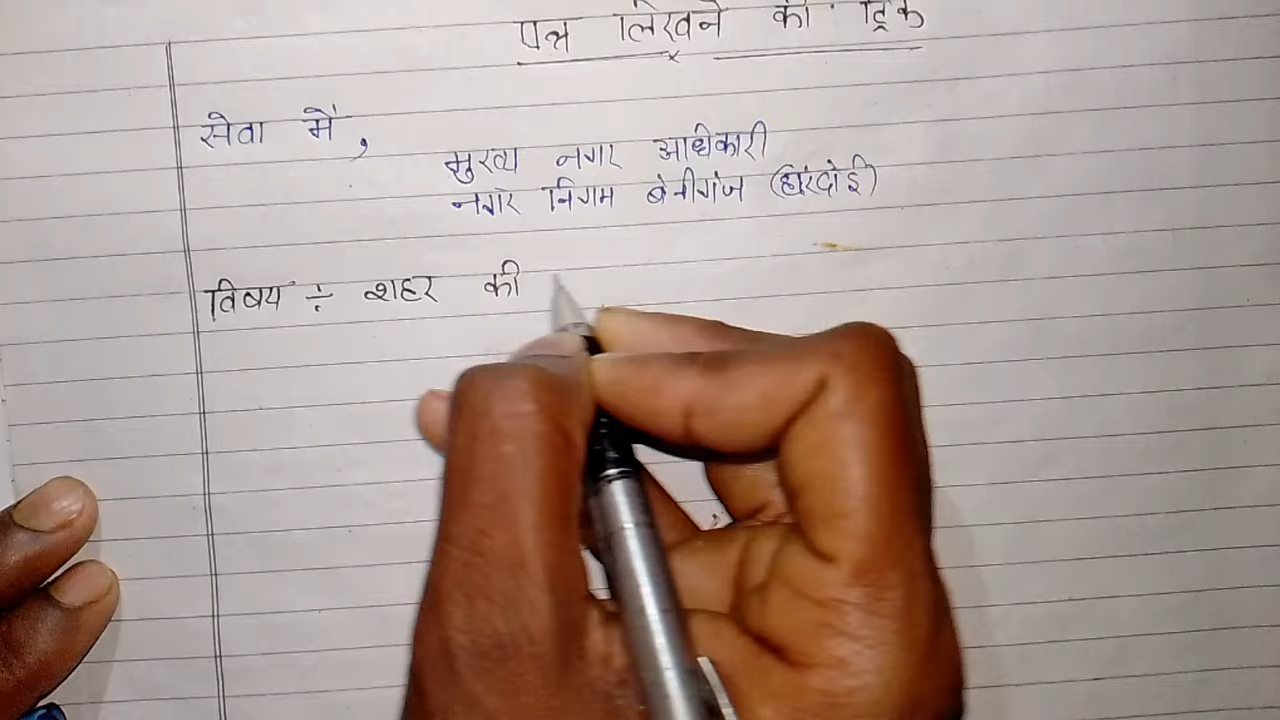 पत्र लिखने की ट्रिक
सेवा में,
मुख्य नगर अधिकारी
नगर निगम बेनीगंज (हरदोई)
विषय ÷ शहर की